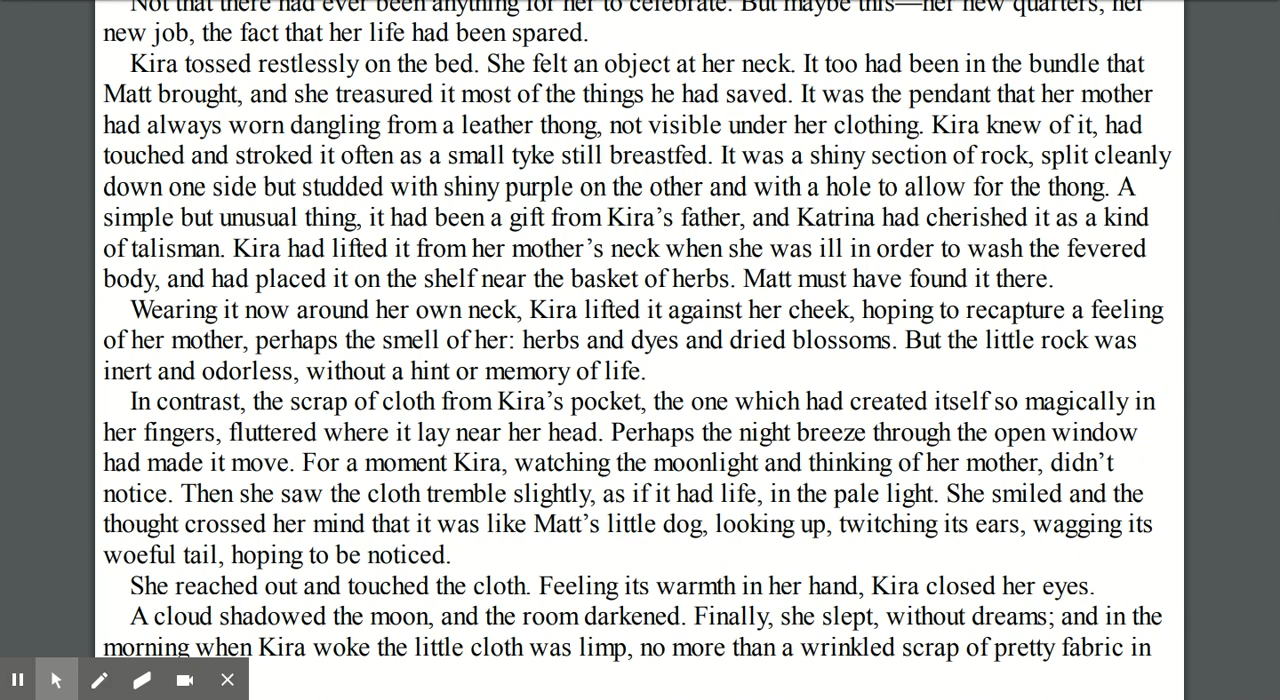 Not that there had ever been anything for her to celebrate. But maybe this—her new quarters, her
new job, the fact that her life had been spared.
Kira tossed restlessly on the bed. She felt an object at her neck. It too had been in the bundle that
Matt brought, and she treasured it most of the things he had saved. It was the pendant that her mother
had always worn dangling from a leather thong, not visible under her clothing. Kira knew of it, had
touched and stroked it often as a small tyke still breastfed. It was a shiny section of rock, split cleanly
down one side but studded with shiny purple on the other and with a hole to allow for the thong. A
simple but unusual thing, it had been a gift from Kira’s father, and Katrina had cherished it as a kind
of talisman. Kira had lifted it from her mother’s neck when she was ill in order to wash the fevered
body, and had placed it on the shelf near the basket of herbs. Matt must have found it there.
Wearing it now around her own neck, Kira lifted it against her cheek, hoping to recapture a feeling
of her mother, perhaps the smell of her: herbs and dyes and dried blossoms. But the little rock was
inert and odorless, without a hint or memory of life.
In contrast, the scrap of cloth from Kira’s pocket, the one which had created itself so magically in
her fingers, fluttered where it lay near her head. Perhaps the night breeze through the open window
had made it move. For a moment Kira, watching the moonlight and thinking of her mother, didn’t
notice. Then she saw the cloth tremble slightly, as if it had life, in the pale light. She smiled and the
thought crossed her mind that it was like Matt’s little dog, looking up, twitching its ears, wagging its
woeful tail, hoping to be noticed.
She reached out and touched the cloth. Feeling its warmth in her hand, Kira closed her eyes.
A cloud shadowed the moon, and the room darkened. Finally, she slept, without dreams; and in the
morning when Kira woke the little cloth was limp, no more than a wrinkled scrap of pretty fabric in